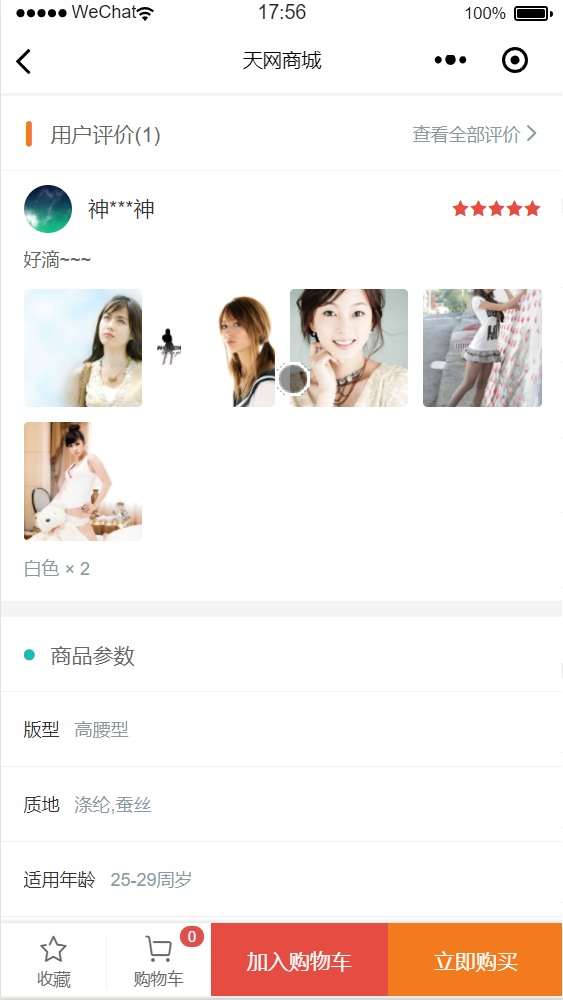 WeChat 17:56 100%
天网商城
用户评价(1) 查看全部评价
神***神
好滴~~~
白色 × 2
商品参数
版型 高腰型
质地 涤纶,蚕丝
适用年龄 25-29周岁
收藏 购物车 0 加入购物车 立即购买